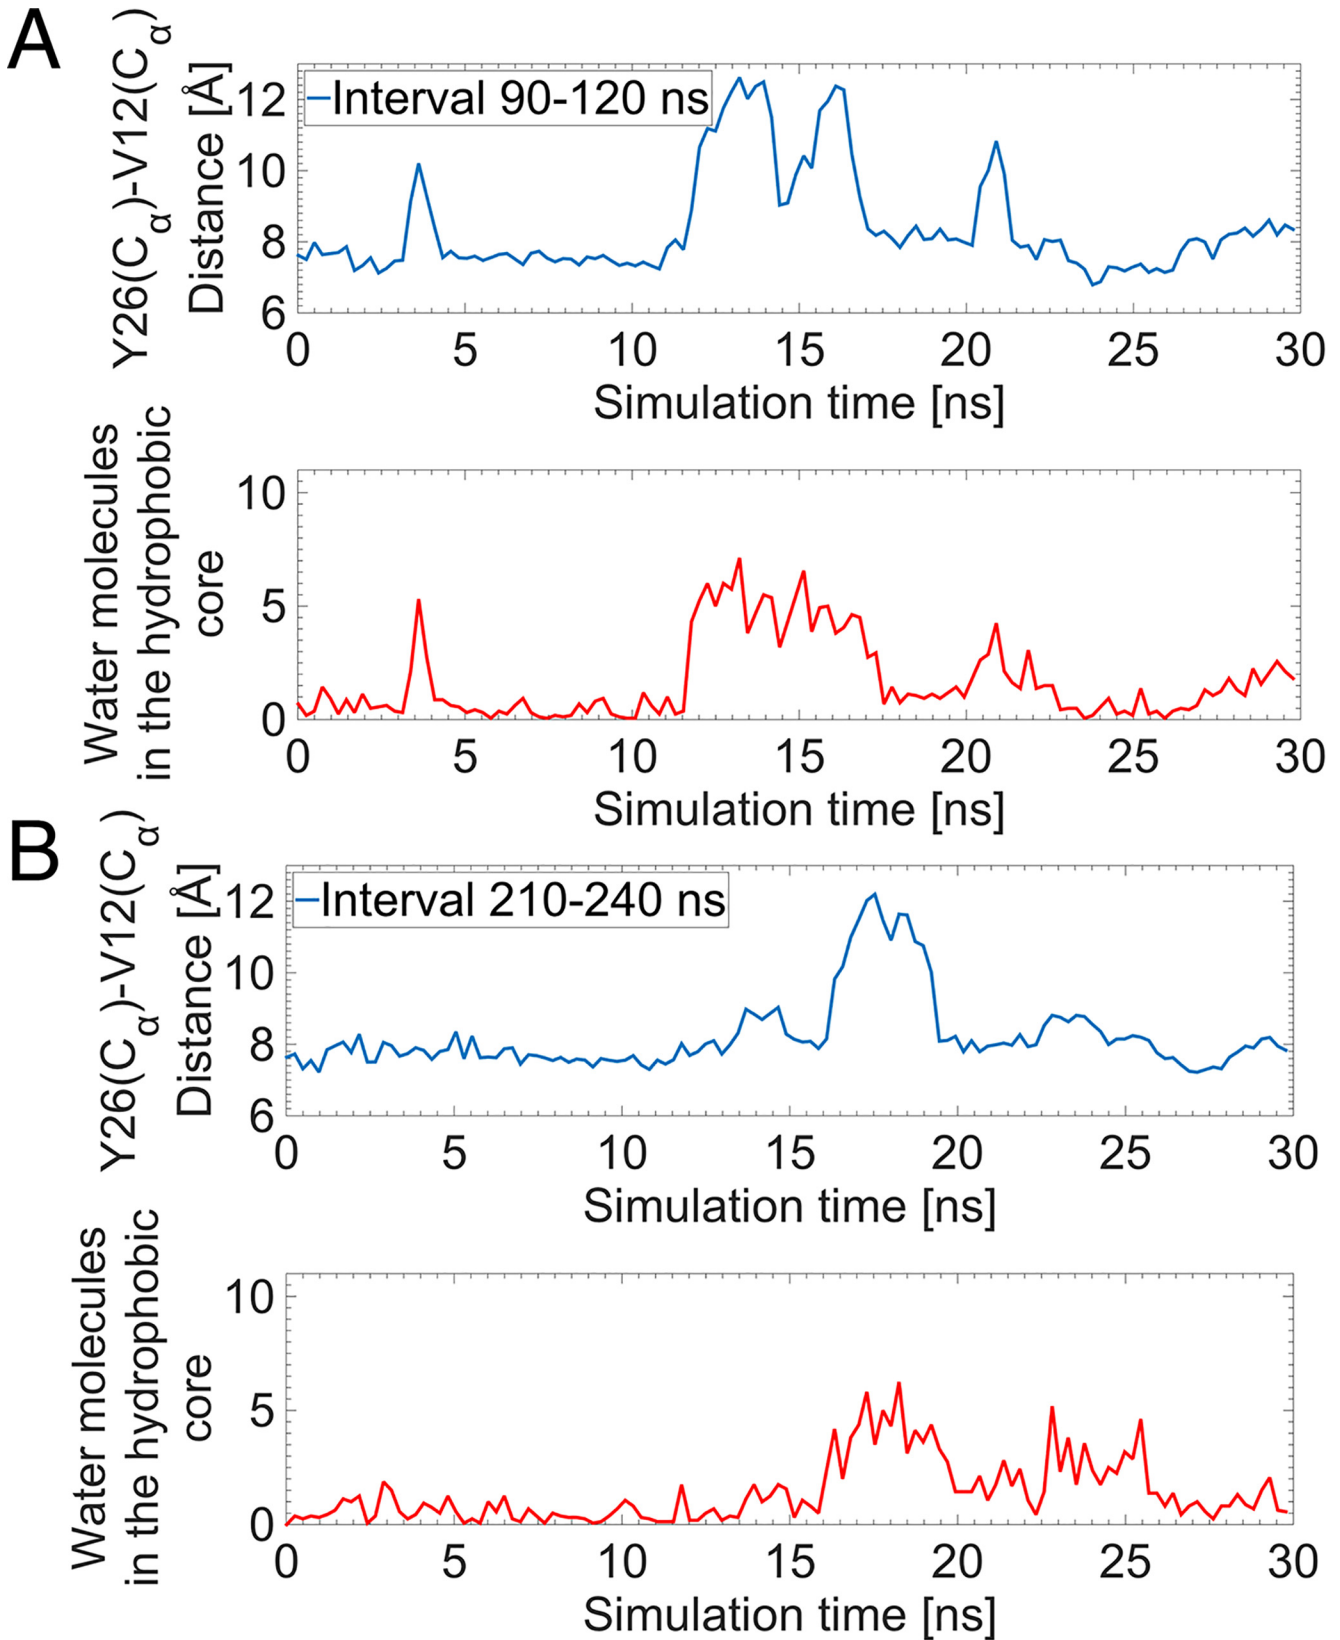 A
Y26(Cα)-V12(Cα)
Distance [Å]
12
10
8
6
Interval 90-120 ns
0 5 10 15 20 25 30
Simulation time [ns]
Water molecules
in the hydrophobic
core
10
5
0
0 5 10 15 20 25 30
Simulation time [ns]
B
Y26(Cα)-V12(Cα)
Distance [Å]
12
10
8
6
Interval 210-240 ns
0 5 10 15 20 25 30
Simulation time [ns]
Water molecules
in the hydrophobic
core
10
5
0
0 5 10 15 20 25 30
Simulation time [ns]